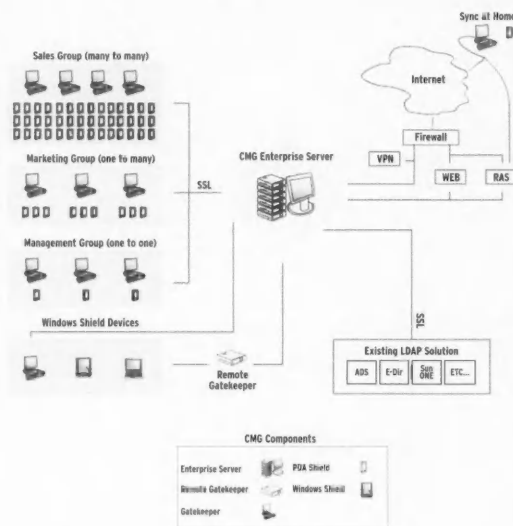 Sync at Home
Sales Group (many to many)
Internet
Firewall
VPN
WEB
RAS
Marketing Group (one to many)
CMG Enterprise Server
SSL
Management Group (one to one)
Windows Shield Devices
SSL
Remote
Gatekeeper
Existing LDAP Solution
ADS
E-Dir
Sun
ONE
ETC...
CMG Components
Enterprise Server
PDA Shield
Remote Gatekeeper
Windows Shield
Gatekeeper